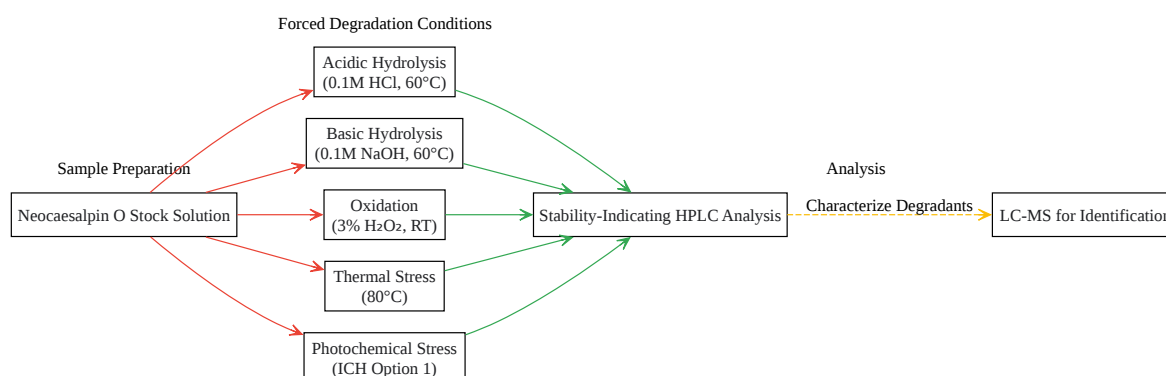 Forced Degradation Conditions
Acidic Hydrolysis
(0.1M HCl, 60°C)
Basic Hydrolysis
(0.1M NaOH, 60°C)
Sample Preparation
Analysis
Neocaesalpin O Stock Solution
Oxidation
(3% H₂O₂, RT)
Stability-Indicating HPLC Analysis
Characterize Degradants
LC-MS for Identification
Thermal Stress
(80°C)
Photochemical Stress
(ICH Option 1)